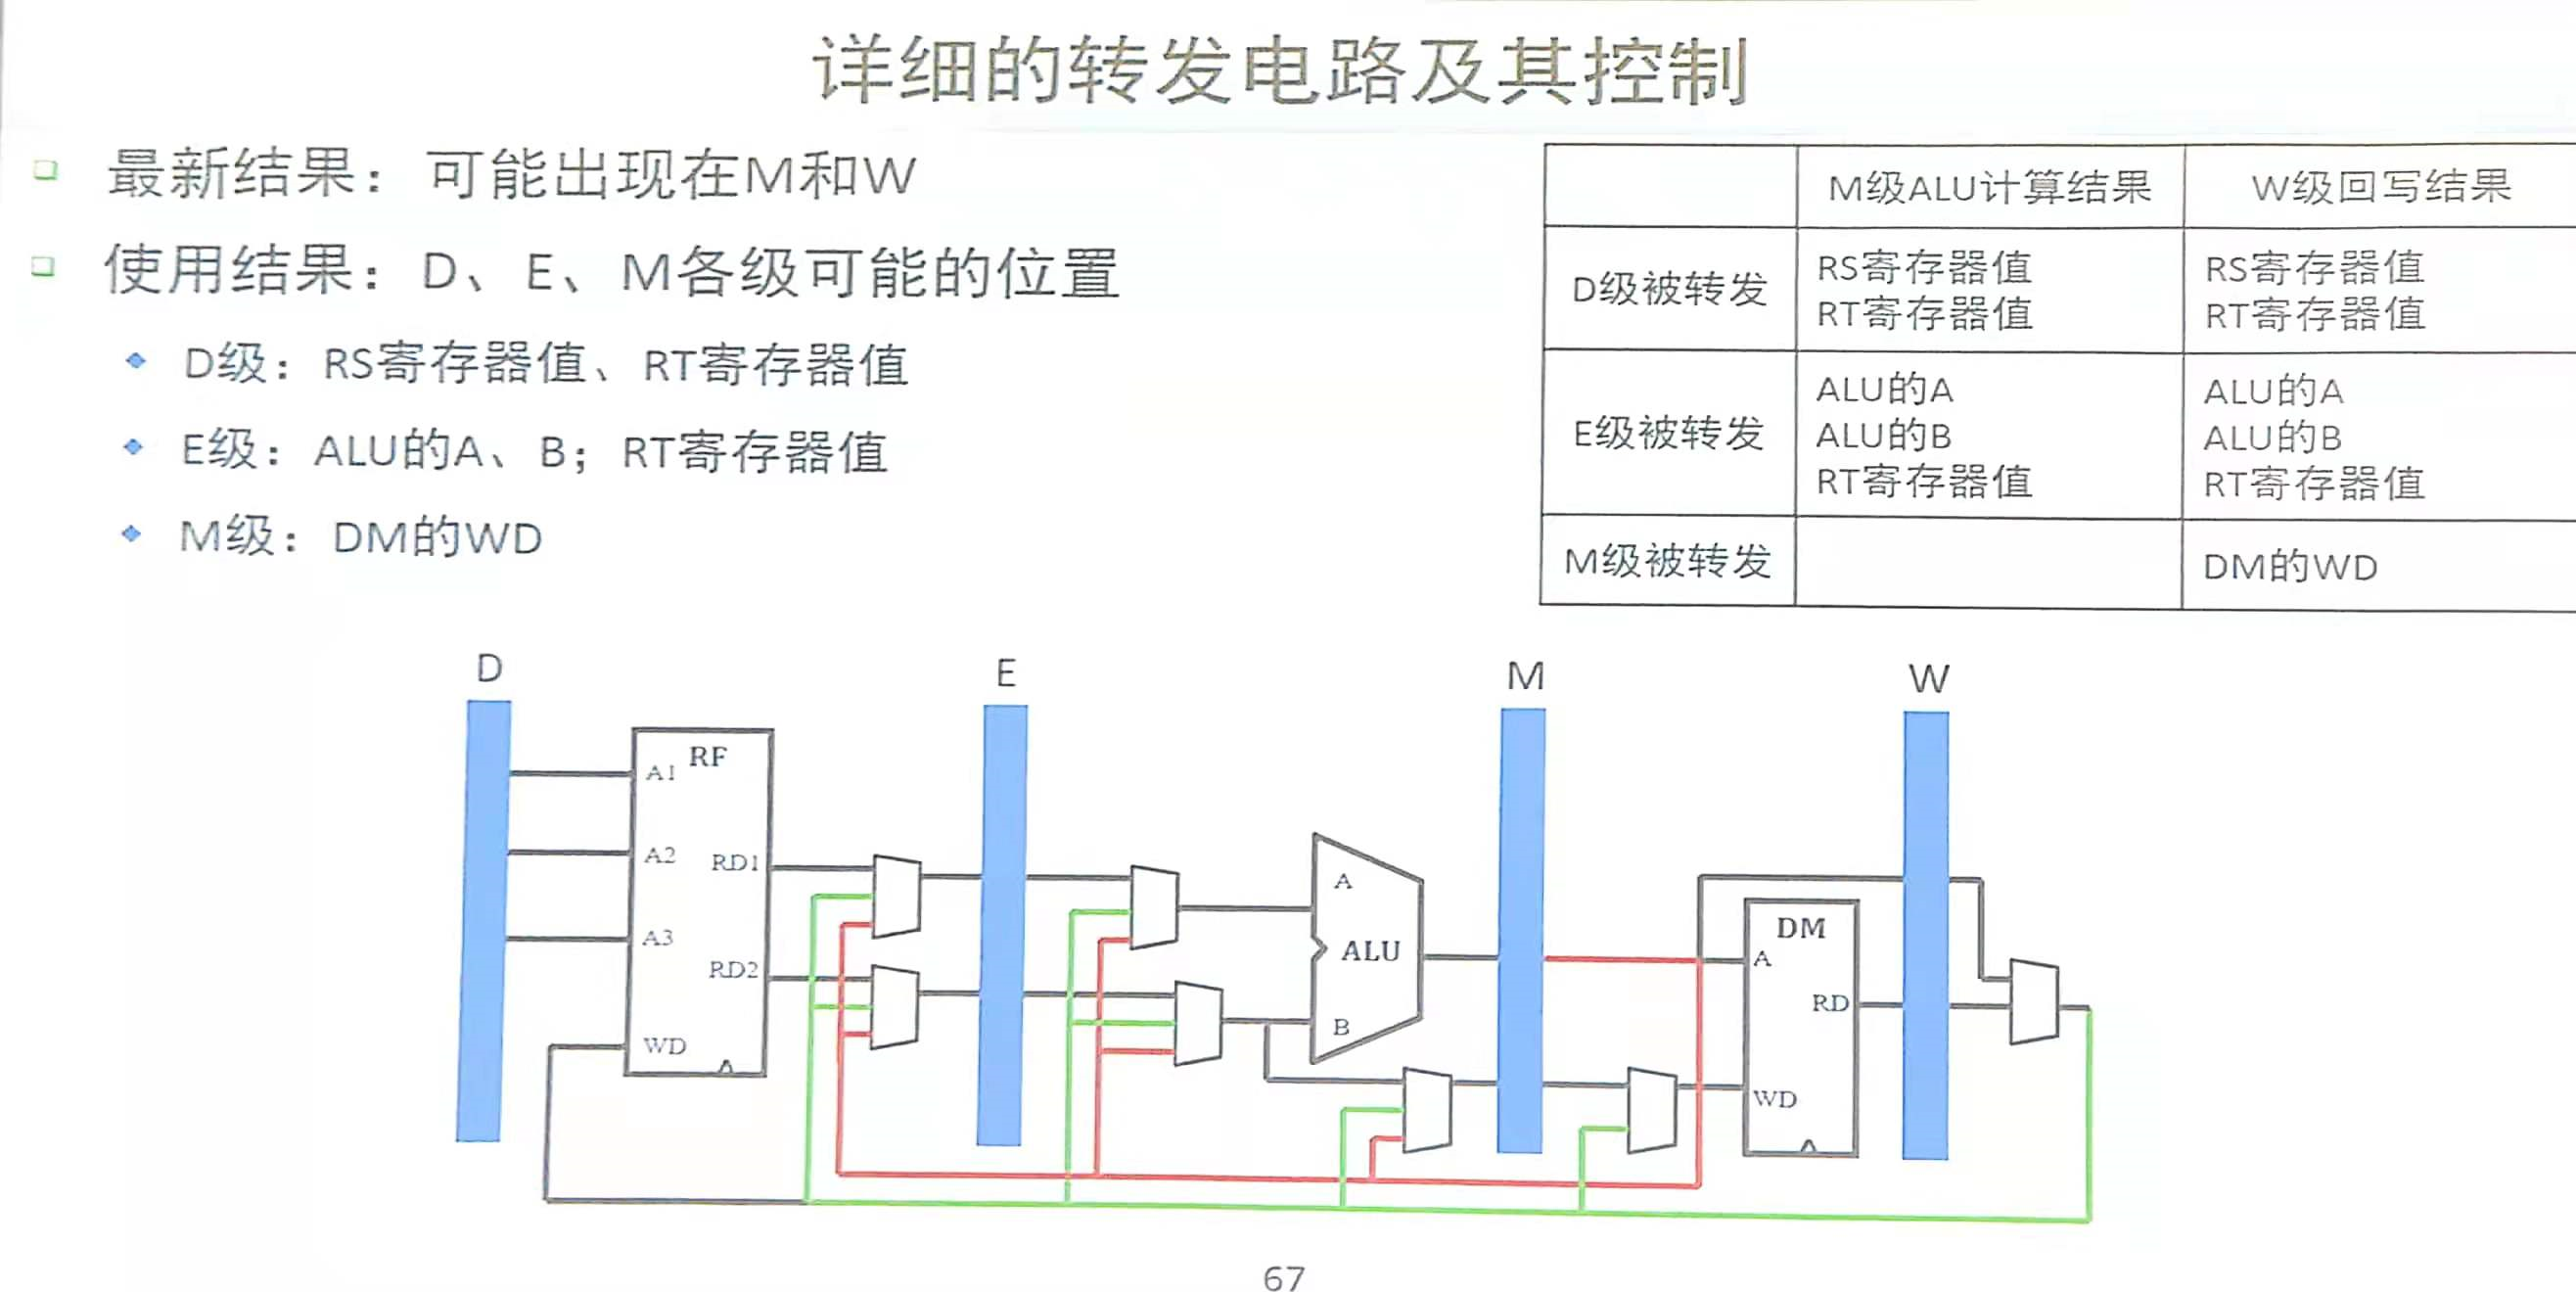 详细的转发电路及其控制
最新结果：可能出现在M和W
使用结果：D、E、M各级可能的位置
D级：RS寄存器值、RT寄存器值
E级：ALU的A、B；RT寄存器值
M级：DM的WD
M级ALU计算结果 W级回写结果
D级被转发
RS寄存器值
RT寄存器值
RS寄存器值
RT寄存器值
E级被转发
ALU的A
ALU的B
RT寄存器值
ALU的A
ALU的B
RT寄存器值
M级被转发
DM的WD
D
E
M
W
RF
A1
A2
A3
RD1
RD2
WD
A
ALU
B
DM
A
RD
WD
67